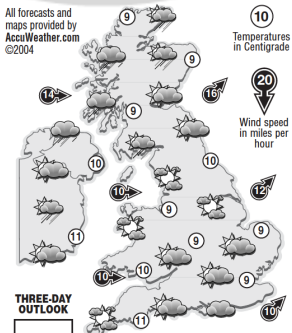 All forecasts and
maps provided by
AccuWeather.com
©2004
9
10
Temperatures
in Centigrade
9
14
16
20
9
Wind speed
in miles per
hour
10
10
10
12
9
11
9
9
10
10
9
THREE-DAY
OUTLOOK
11
10